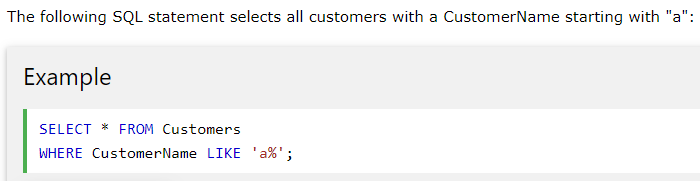 The following SQL statement selects all customers with a CustomerName starting with "a":
Example
SELECT * FROM Customers
WHERE CustomerName LIKE 'a%';